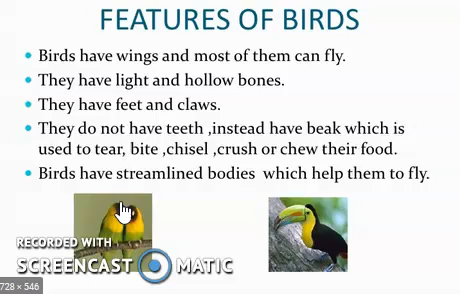 FEATURES OF BIRDS
• Birds have wings and most of them can fly.
• They have light and hollow bones.
• They have feet and claws.
• They do not have teeth ,instead have beak which is
used to tear, bite ,chisel ,crush or chew their food.
• Birds have streamlined bodies which help them to fly.
RECORDED WITH
SCREENCAST MATIC
728 × 546